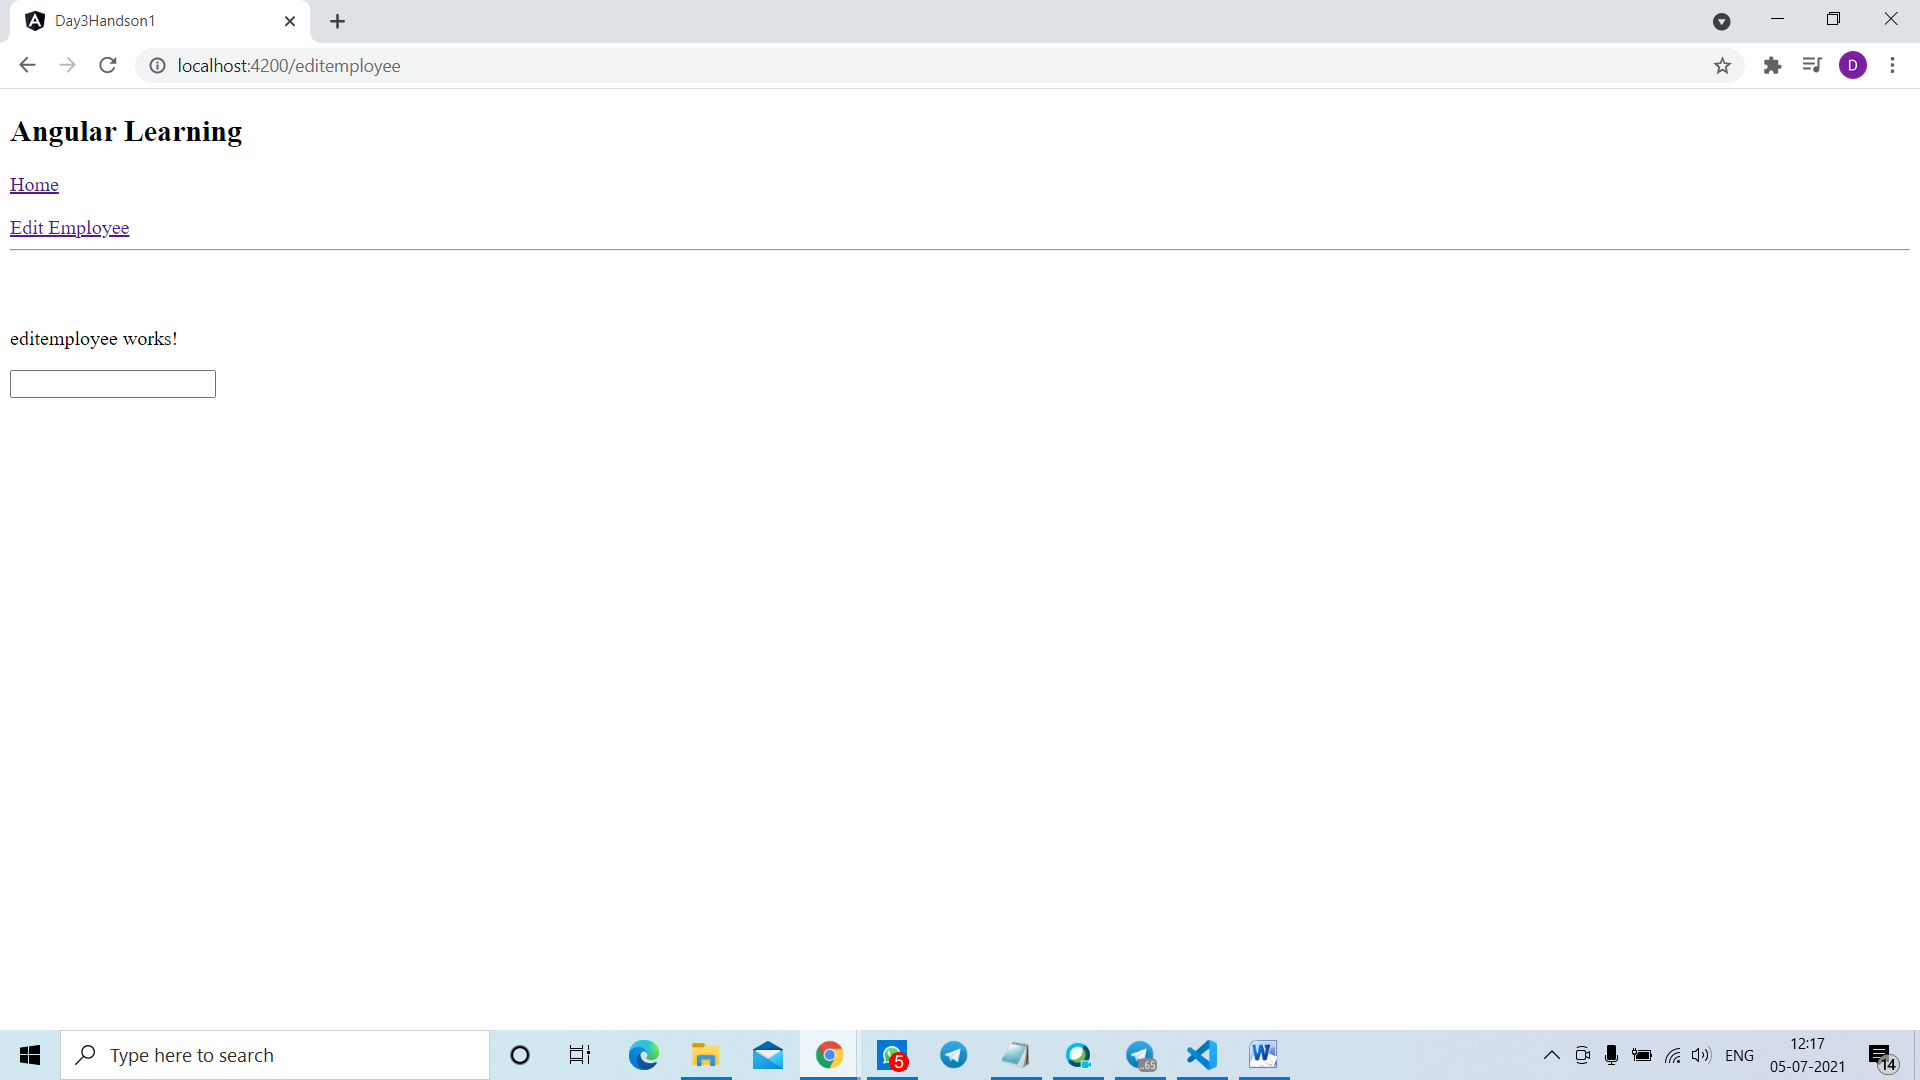 Day3Handson1
localhost:4200/editemployee
D
Angular Learning
Home
Edit Employee
editemployee works!
Type here to search
5
.65
W
ENG
12:17
05-07-2021
14